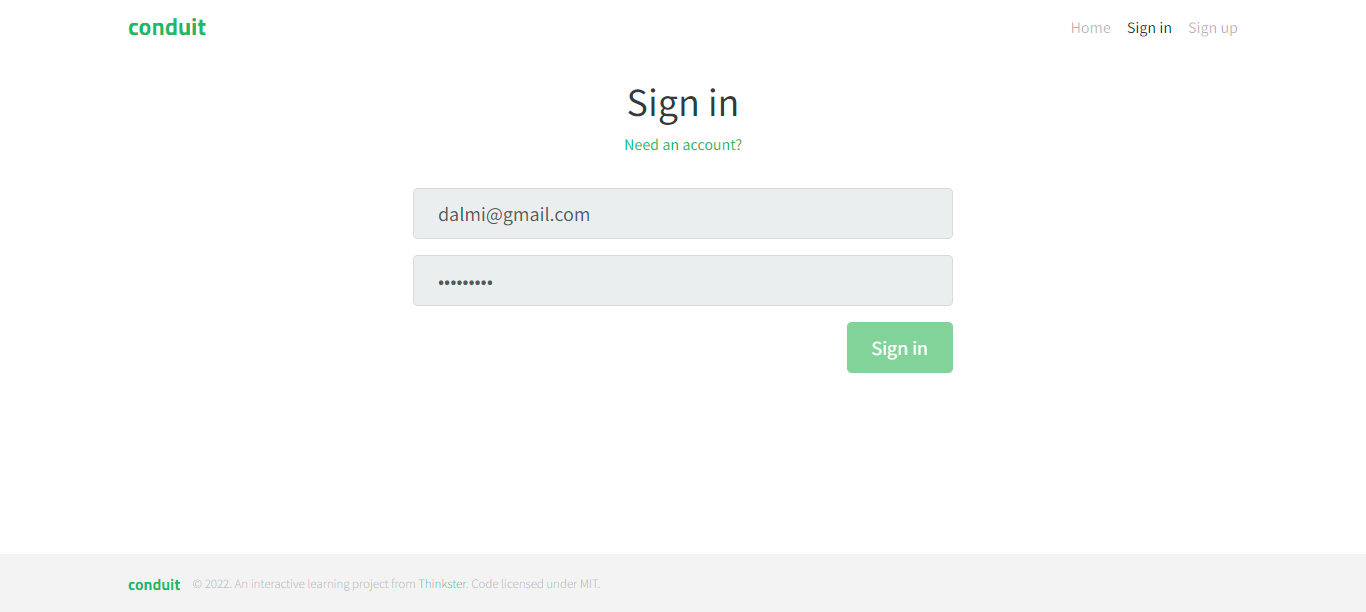 conduit
Home Sign in Sign up
Sign in
Need an account?
dalmi@gmail.com
•••••••••
Sign in
conduit © 2022. An interactive learning project from Thinkster. Code licensed under MIT.